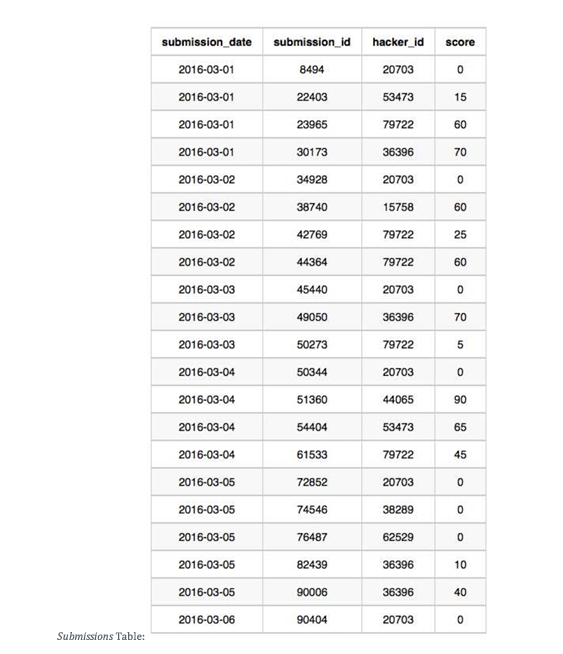 submission_date submission_id hacker_id score
2016-03-01 8494 20703 0
2016-03-01 22403 53473 15
2016-03-01 23965 79722 60
2016-03-01 30173 36396 70
2016-03-02 34928 20703 0
2016-03-02 38740 15758 60
2016-03-02 42769 79722 25
2016-03-02 44364 79722 60
2016-03-03 45440 20703 0
2016-03-03 49050 36396 70
2016-03-03 50273 79722 5
2016-03-04 50344 20703 0
2016-03-04 51360 44065 90
2016-03-04 54404 53473 65
2016-03-04 61533 79722 45
2016-03-05 72852 20703 0
2016-03-05 74546 38289 0
2016-03-05 76487 62529 0
2016-03-05 82439 36396 10
2016-03-05 90006 36396 40
2016-03-06 90404 20703 0
Submissions Table: